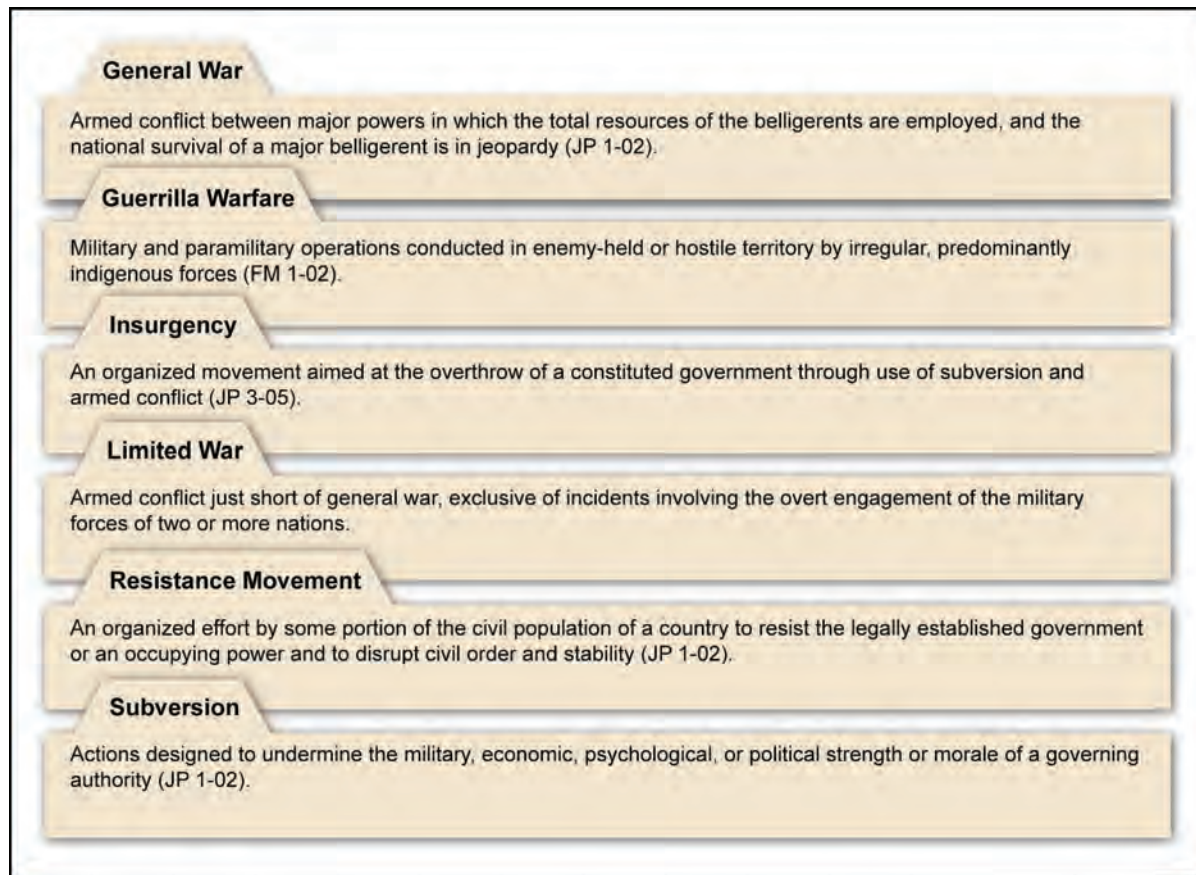 General War
Armed conflict between major powers in which the total resources of the belligerents are employed, and the
national survival of a major belligerent is in jeopardy (JP 1-02).
Guerrilla Warfare
Military and paramilitary operations conducted in enemy-held or hostile territory by irregular, predominantly
indigenous forces (FM 1-02).
Insurgency
An organized movement aimed at the overthrow of a constituted government through use of subversion and
armed conflict (JP 3-05).
Limited War
Armed conflict just short of general war, exclusive of incidents involving the overt engagement of the military
forces of two or more nations.
Resistance Movement
An organized effort by some portion of the civil population of a country to resist the legally established government
or an occupying power and to disrupt civil order and stability (JP 1-02).
Subversion
Actions designed to undermine the military, economic, psychological, or political strength or morale of a governing
authority (JP 1-02).